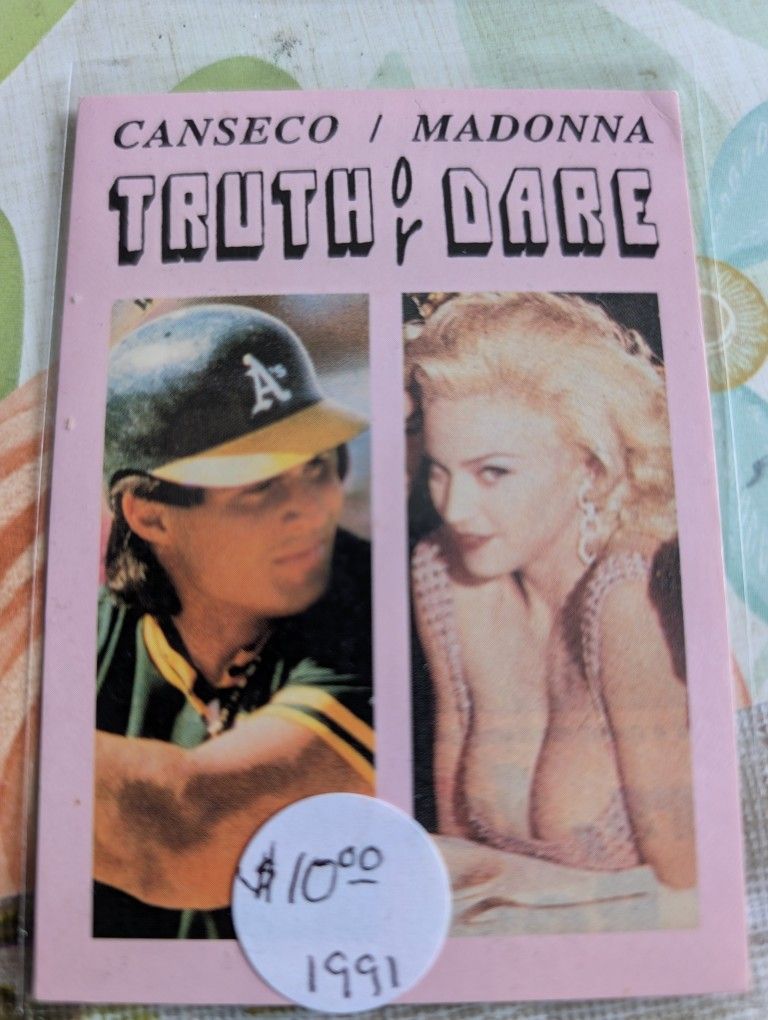 CANSECO / MADONNA
TRUTH or DARE
A's
$10.00
1991